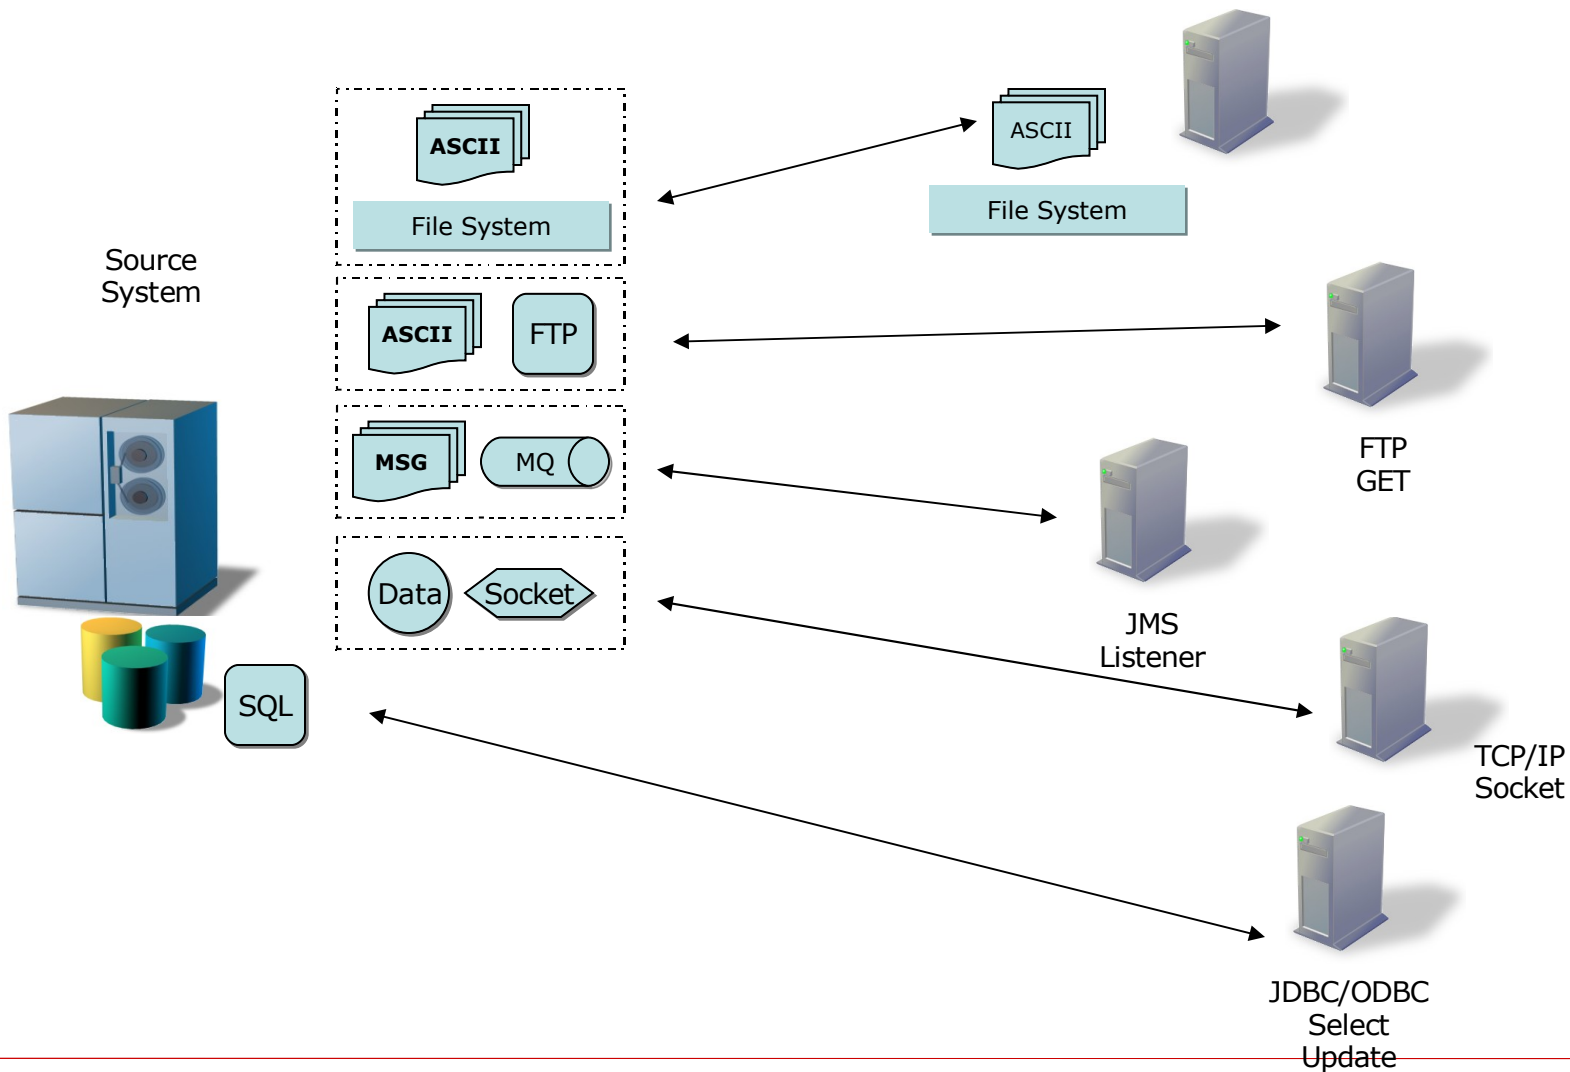 Source
System
ASCII
File System
ASCII
FTP
MSG
MQ
Data
Socket
SQL
ASCII
File System
FTP
GET
JMS
Listener
TCP/IP
Socket
JDBC/ODBC
Select
Update